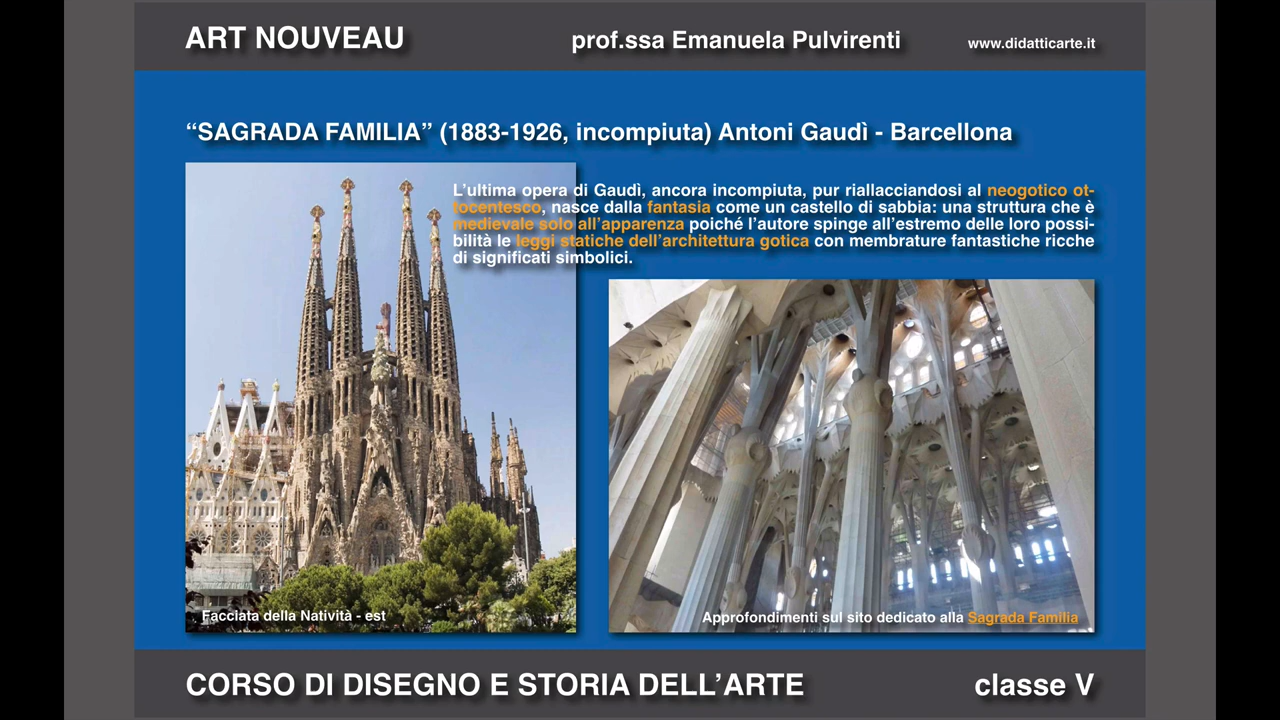 ART NOUVEAU
prof.ssa Emanuela Pulvirenti
www.didatticarte.it
“SAGRADA FAMILIA” (1883-1926, incompiuta) Antoni Gaudì - Barcellona
L’ultima opera di Gaudì, ancora incompiuta, pur riallacciandosi al neogotico ot-
tocentesco, nasce dalla fantasia come un castello di sabbia: una struttura che è
medievale solo all’apparenza poiché l’autore spinge all’estremo delle loro possi-
bilità le leggi statiche dell’architettura gotica con membrature fantastiche ricche
di significati simbolici.
Facciata della Natività - est
Approfondimenti sul sito dedicato alla Sagrada Familia
CORSO DI DISEGNO E STORIA DELL’ARTE
classe V